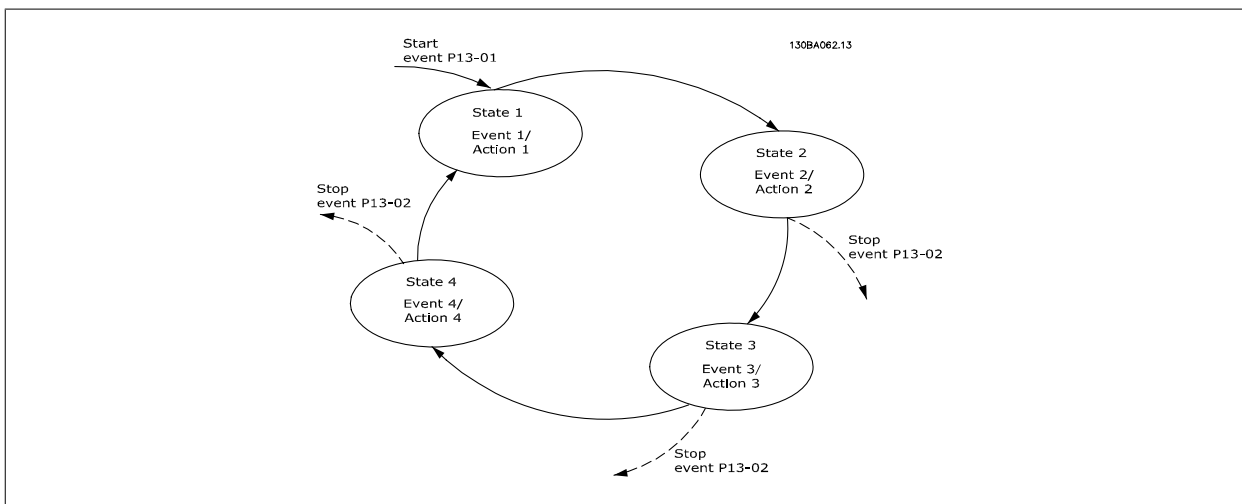 Start
event P13-01
130BA062.13
State 1
Event 1/
Action 1
State 2
Event 2/
Action 2
Stop
event P13-02
Stop
event P13-02
State 4
Event 4/
Action 4
State 3
Event 3/
Action 3
Stop
event P13-02